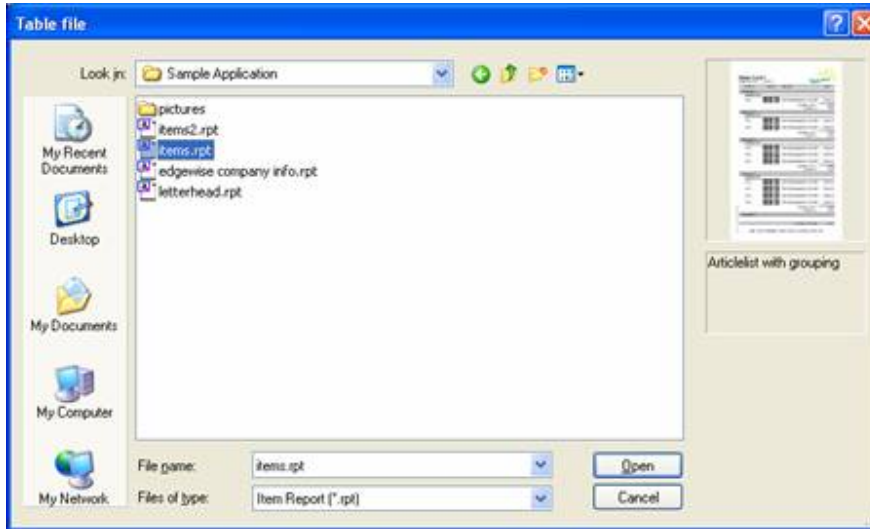 Table file
Look in: Sample Application
My Recent
Documents
Desktop
My Documents
My Computer
My Network
pictures
items2.rpt
items.rpt
edgewise company info.rpt
letterhead.rpt
Articlelist with grouping
File name: items.rpt
Open
Files of type: Item Report (*.rpt)
Cancel